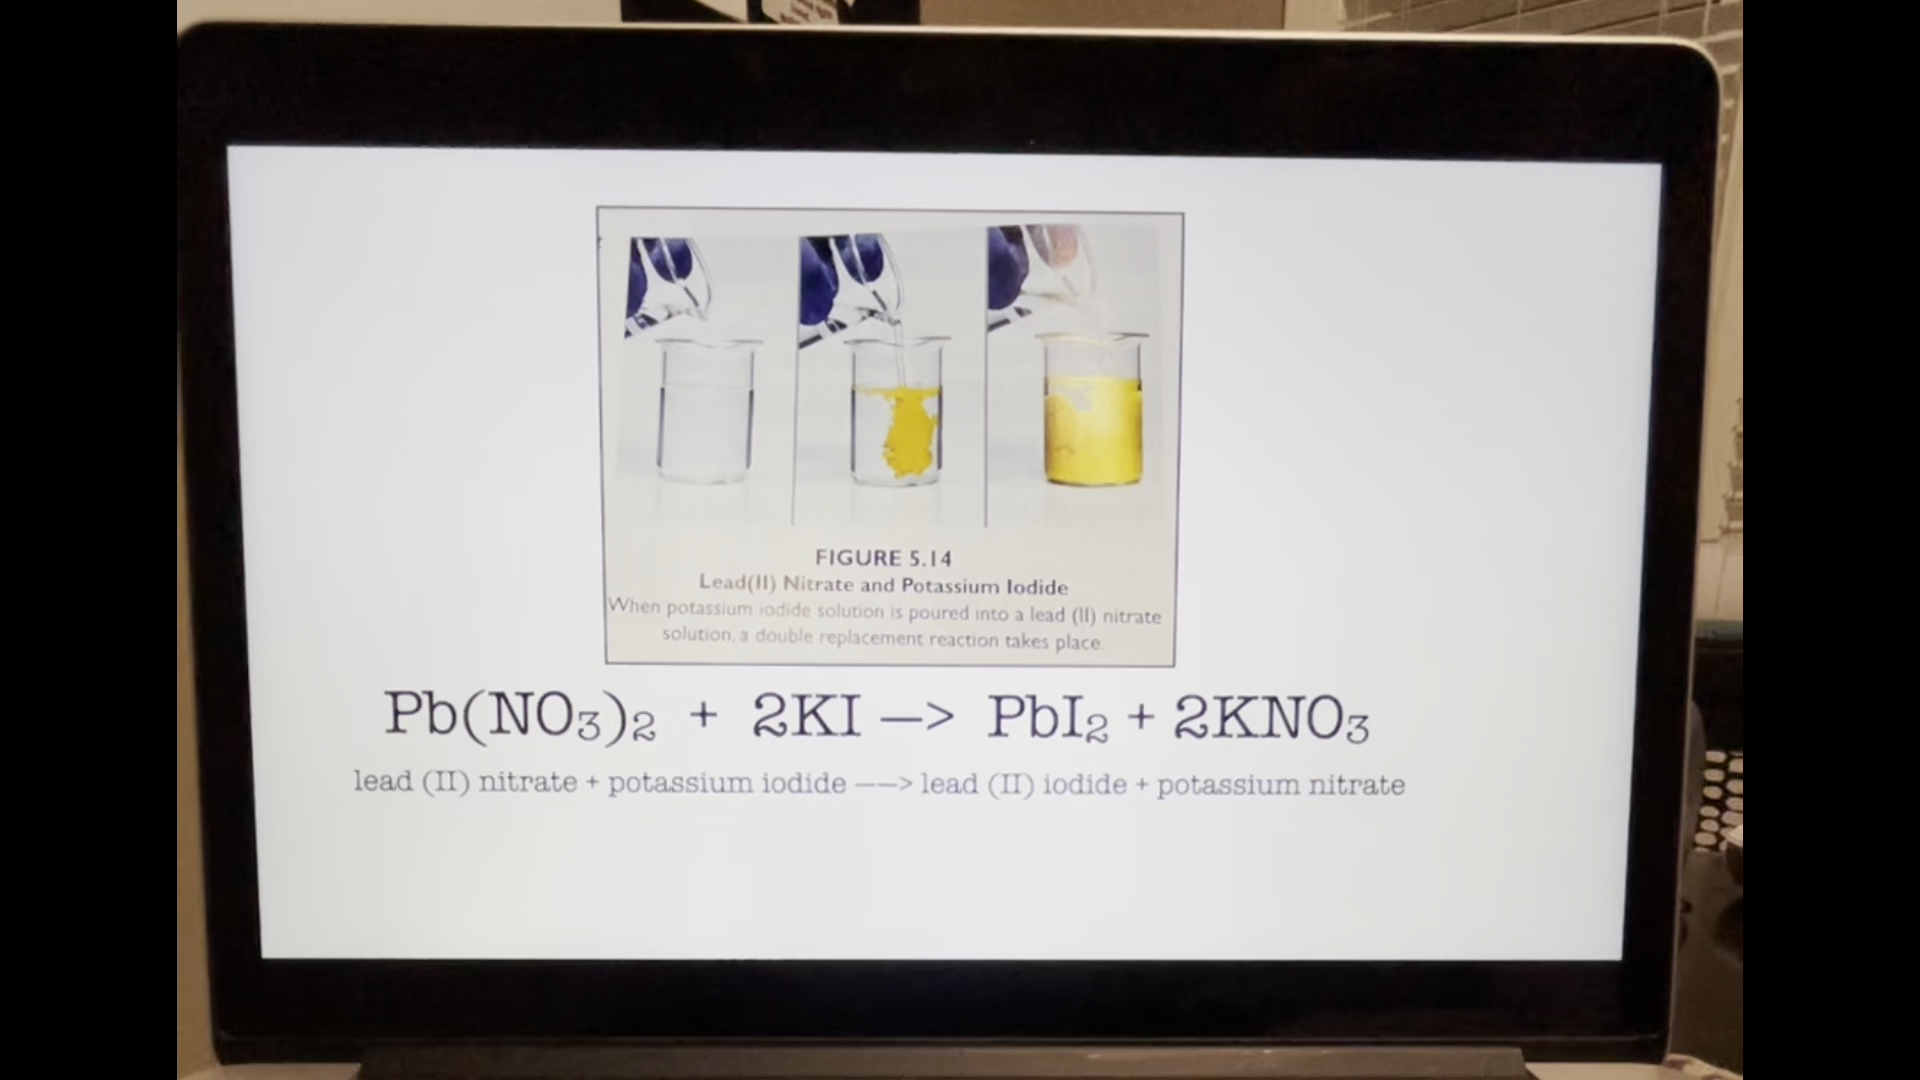 FIGURE 5.14
Lead(II) Nitrate and Potassium Iodide
When potassium iodide solution is poured into a lead (II) nitrate
solution, a double replacement reaction takes place.
Pb(NO₃)₂ + 2KI —> PbI₂ + 2KNO₃
lead (II) nitrate + potassium iodide ——> lead (II) iodide + potassium nitrate